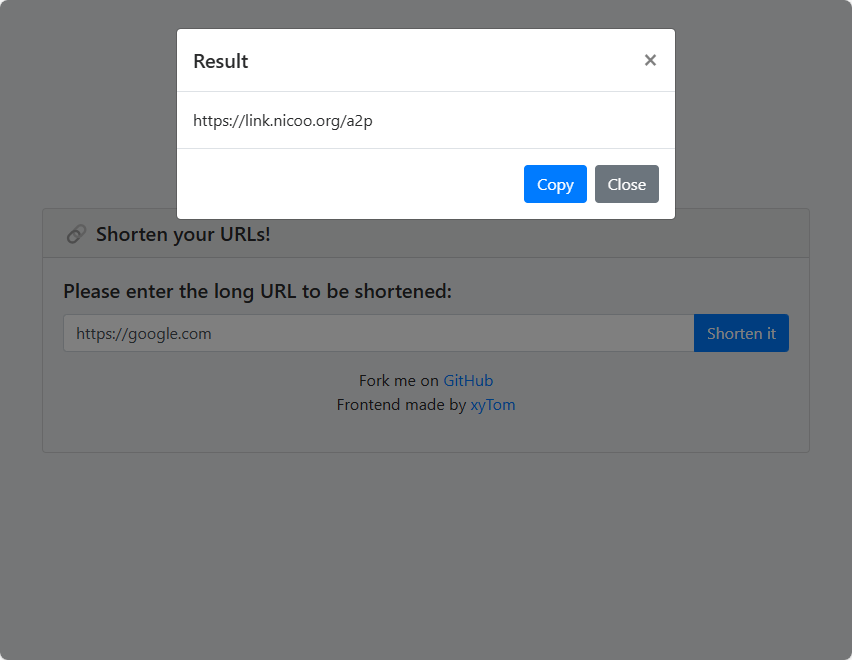 Result ×
https://link.nicoo.org/a2p
Copy Close
Shorten your URLs!
Please enter the long URL to be shortened:
https://google.com Shorten it
Fork me on GitHub
Frontend made by xyTom